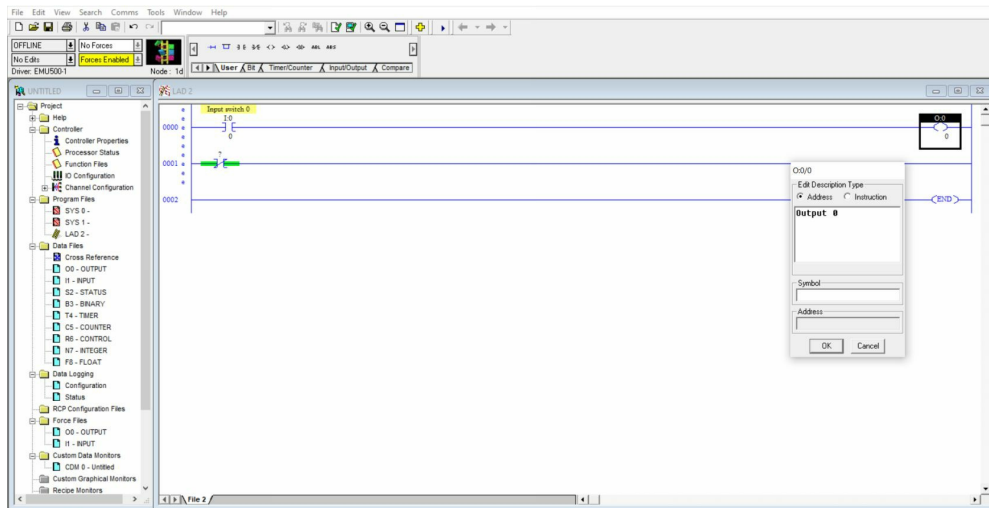 File Edit View Search Comms Tools Window Help
OFFLINE No Forces
No Edits Forces Enabled
Driver: EMU500-1 Node: 1d
ABL ABS
User Bit Timer/Counter Input/Output Compare
UNTITLED
Project
Help
Controller
Controller Properties
Processor Status
Function Files
IO Configuration
Channel Configuration
Program Files
SYS 0 -
SYS 1 -
LAD 2 -
Data Files
Cross Reference
O0 - OUTPUT
I1 - INPUT
S2 - STATUS
B3 - BINARY
T4 - TIMER
C5 - COUNTER
R6 - CONTROL
N7 - INTEGER
F8 - FLOAT
Data Logging
Configuration
Status
RCP Configuration Files
Force Files
O0 - OUTPUT
I1 - INPUT
Custom Data Monitors
CDM 0 - Untitled
Custom Graphical Monitors
Recipe Monitors
LAD 2
Input switch 0
e
e I:0 O:0
0000 e
e 0 0
e
e ?
0001 e
e
e
0002 (END)
File 2
O:0/0
Edit Description Type
Address Instruction
Output 0
Symbol
Address
OK Cancel